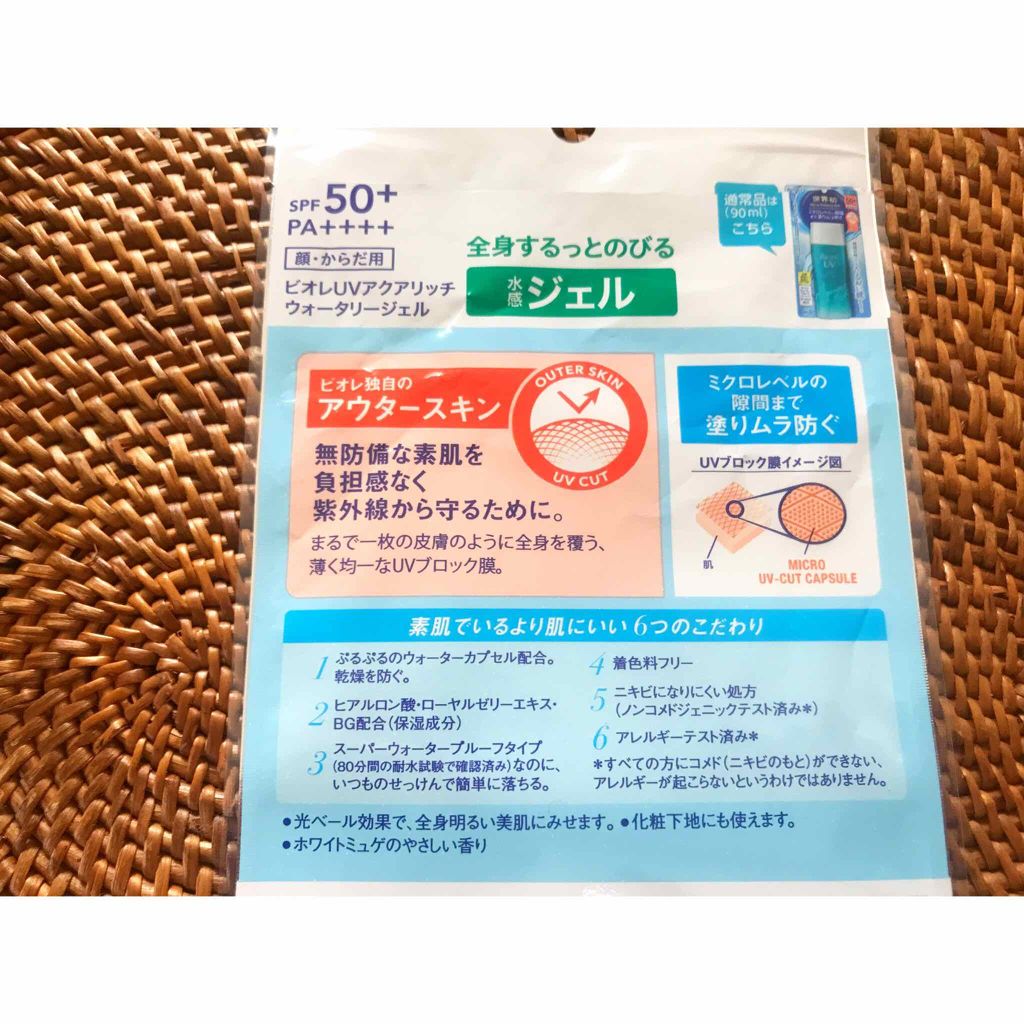 SPF 50+
PA++++
顔・からだ用
ビオレUVアクアリッチ
ウォータリージェル
全身するっとのびる
水感 ジェル
通常品は
(90ml)
こちら
世界初
UV
ビオレ独自の
アウタースキン
OUTER SKIN
UV CUT
無防備な素肌を
負担感なく
紫外線から守るために。
まるで一枚の皮膚のように全身を覆う、
薄く均一なUVブロック膜。
ミクロレベルの
隙間まで
塗りムラ防ぐ
UVブロック膜イメージ図
肌
MICRO
UV-CUT CAPSULE
素肌でいるより肌にいい 6つのこだわり
1 ぷるぷるのウォーターカプセル配合。
乾燥を防ぐ。
2 ヒアルロン酸・ローヤルゼリーエキス・
BG配合(保湿成分)
3 スーパーウォータープルーフタイプ
(80分間の耐水試験で確認済み)なのに、
いつものせっけんで簡単に落ちる。
4 着色料フリー
5 ニキビになりにくい処方
(ノンコメドジェニックテスト済み*)
6 アレルギーテスト済み*
*すべての方にコメド(ニキビのもと)ができない、
アレルギーが起こらないというわけではありません。
●光ベール効果で、全身明るい美肌にみせます。●化粧下地にも使えます。
●ホワイトミュゲのやさしい香り